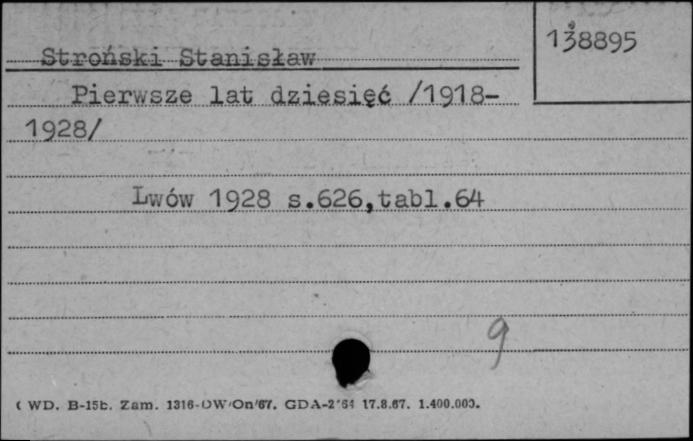 138895
Stroński Stanisław
Pierwsze lat dziesięć /1918-
1928/
Lwów 1928 s.626,tabl.64
9
WD. B-15b. Zam. 1316-DW/On/67. GDA-2/64 17.8.67. 1.400.000.